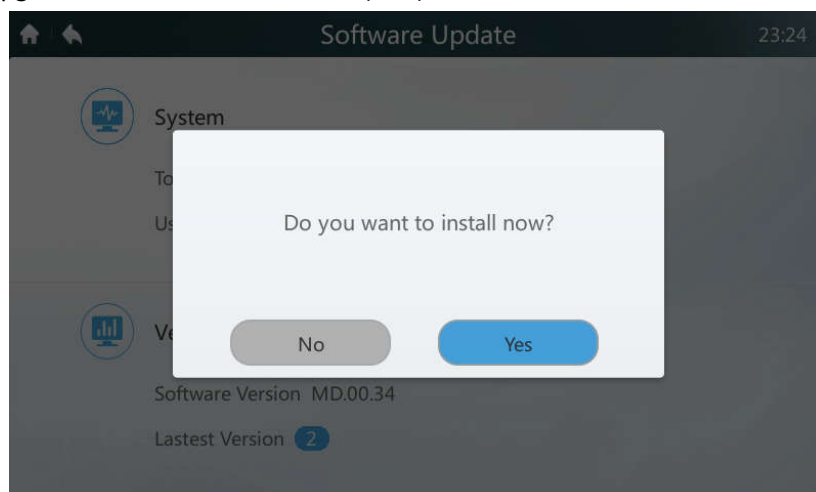 Software Update
23:24
System
To
Us
Do you want to install now?
Ve
No
Yes
Software Version MD.00.34
Lastest Version 2